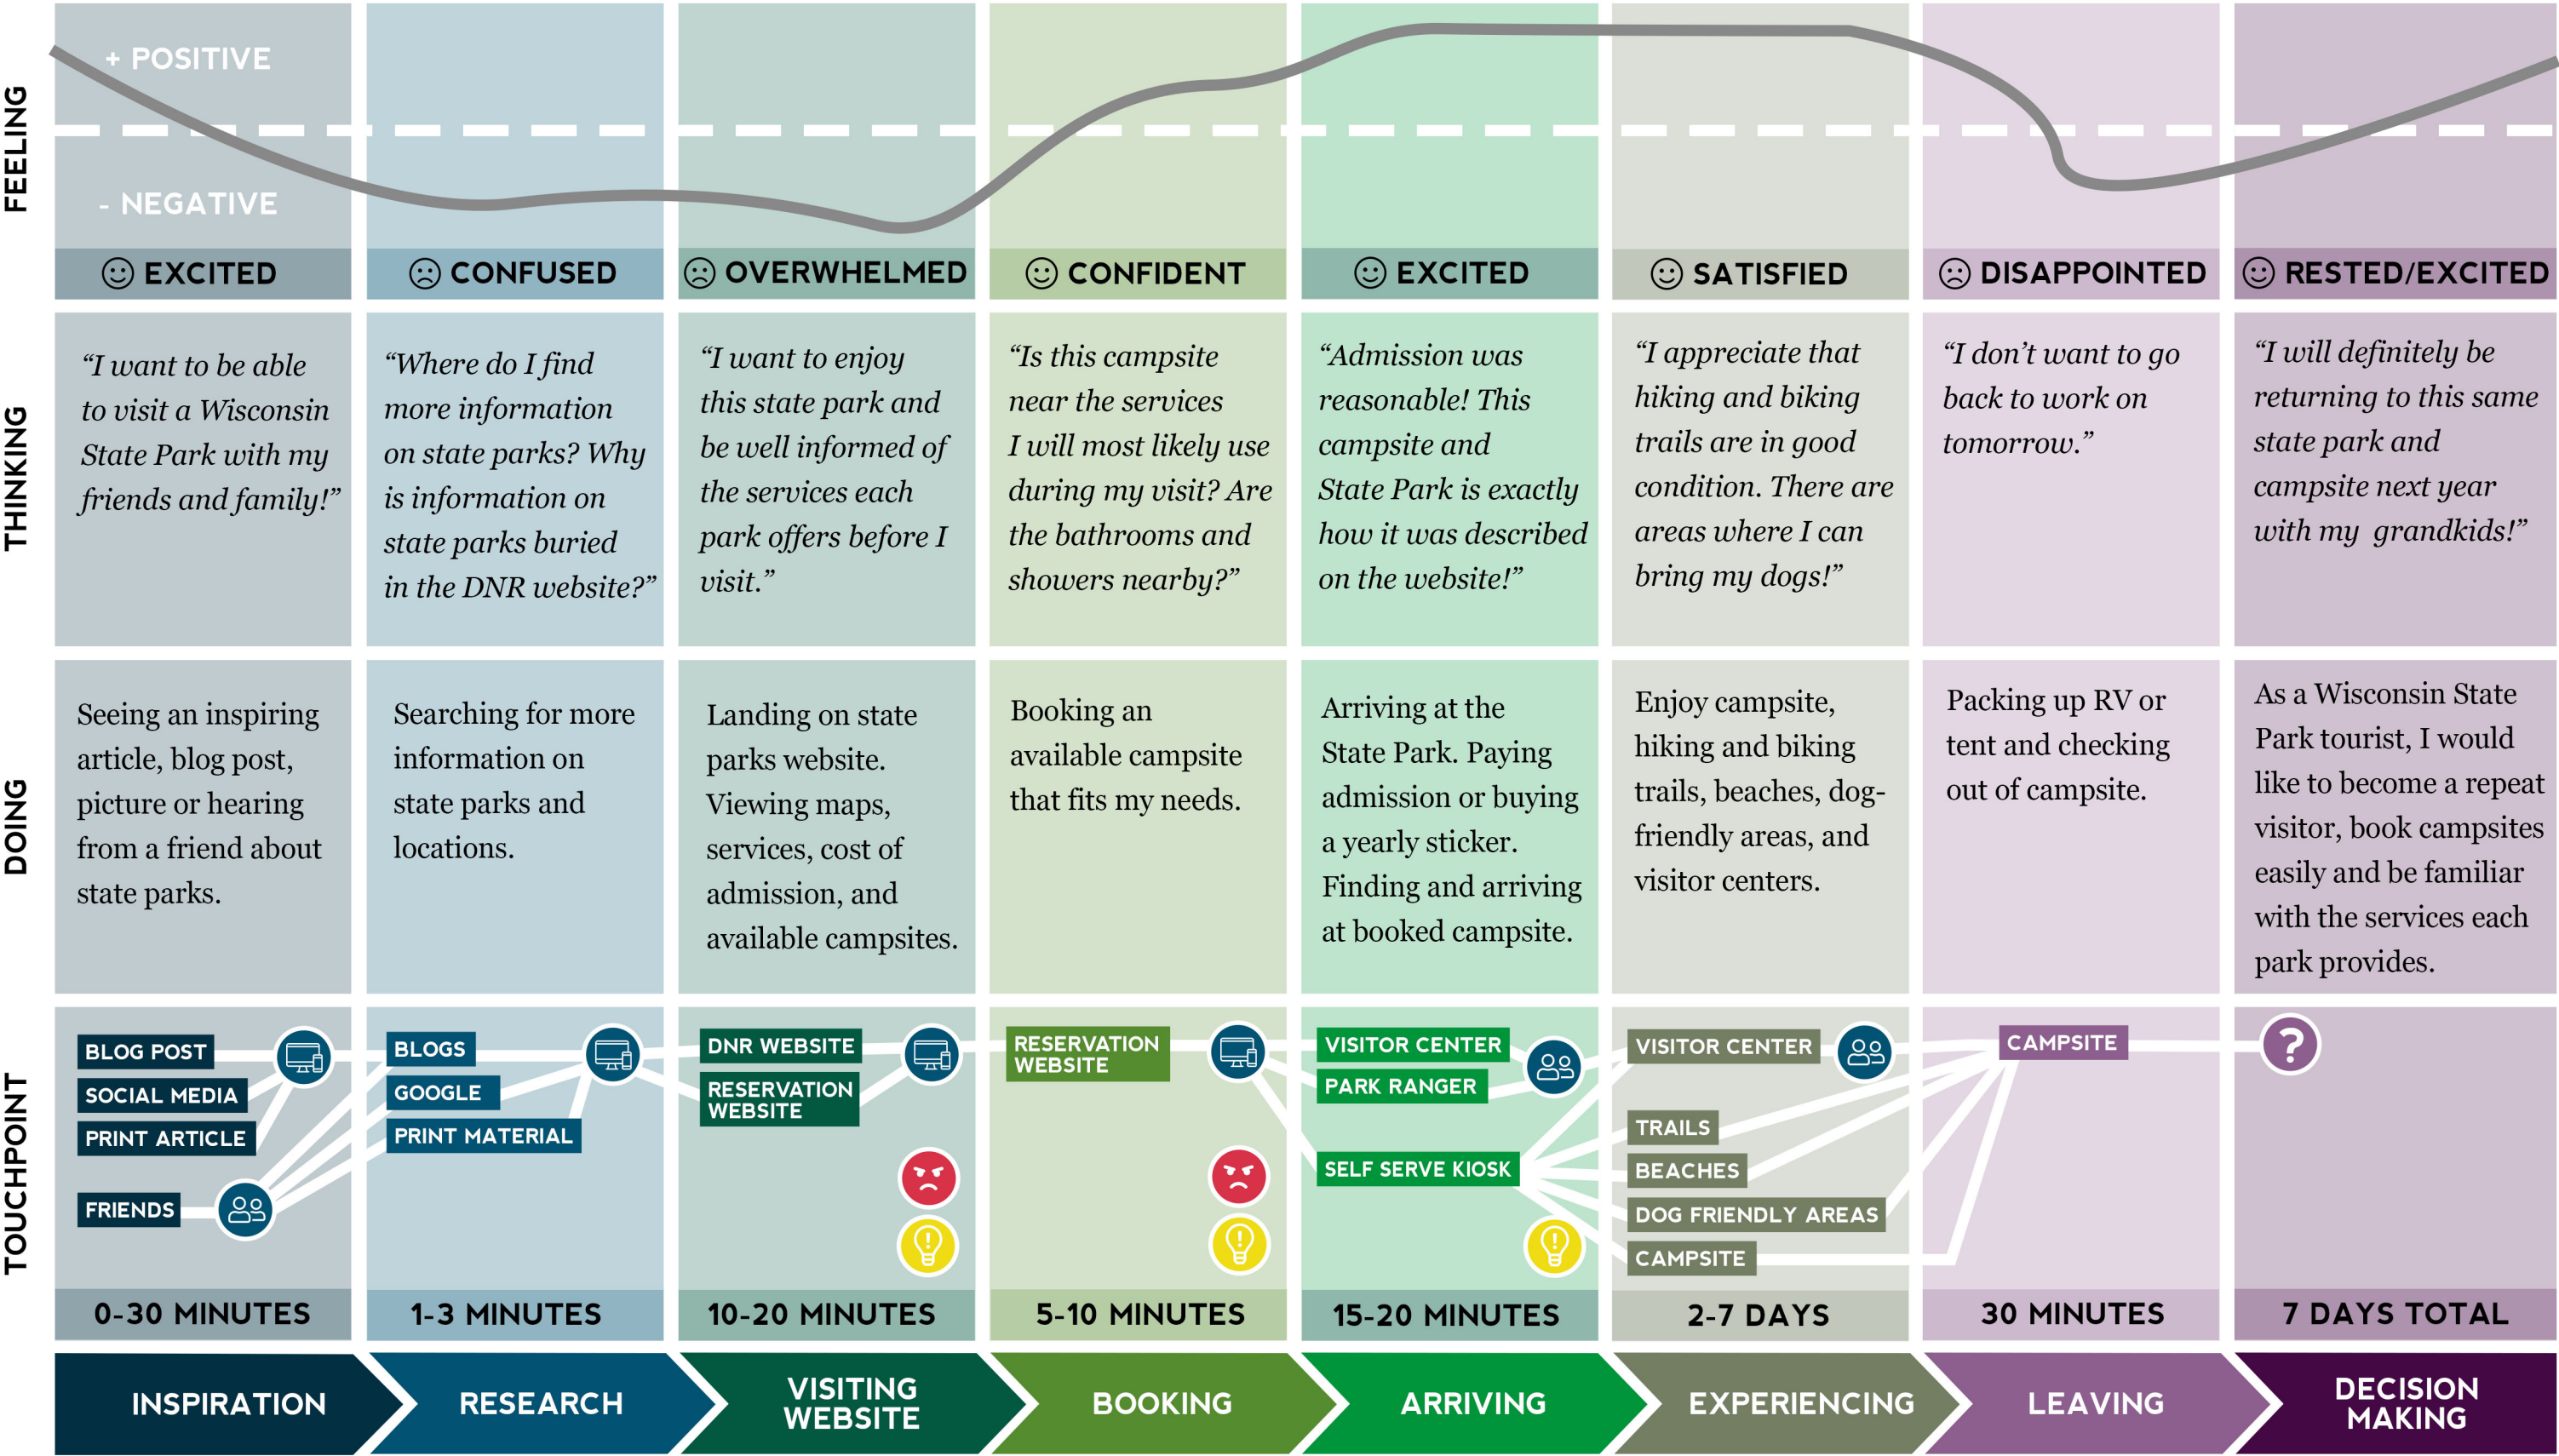 FEELING
+ POSITIVE
- NEGATIVE
EXCITED
CONFUSED
OVERWHELMED
CONFIDENT
EXCITED
SATISFIED
DISAPPOINTED
RESTED/EXCITED
THINKING
“I want to be able
to visit a Wisconsin
State Park with my
friends and family!”
“Where do I find
more information
on state parks? Why
is information on
state parks buried
in the DNR website?”
“I want to enjoy
this state park and
be well informed of
the services each
park offers before I
visit.”
“Is this campsite
near the services
I will most likely use
during my visit? Are
the bathrooms and
showers nearby?”
“Admission was
reasonable! This
campsite and
State Park is exactly
how it was described
on the website!”
“I appreciate that
hiking and biking
trails are in good
condition. There are
areas where I can
bring my dogs!”
“I don’t want to go
back to work on
tomorrow.”
“I will definitely be
returning to this same
state park and
campsite next year
with my grandkids!”
DOING
Seeing an inspiring
article, blog post,
picture or hearing
from a friend about
state parks.
Searching for more
information on
state parks and
locations.
Landing on state
parks website.
Viewing maps,
services, cost of
admission, and
available campsites.
Booking an
available campsite
that fits my needs.
Arriving at the
State Park. Paying
admission or buying
a yearly sticker.
Finding and arriving
at booked campsite.
Enjoy campsite,
hiking and biking
trails, beaches, dog-
friendly areas, and
visitor centers.
Packing up RV or
tent and checking
out of campsite.
As a Wisconsin State
Park tourist, I would
like to become a repeat
visitor, book campsites
easily and be familiar
with the services each
park provides.
TOUCHPOINT
BLOG POST
SOCIAL MEDIA
PRINT ARTICLE
FRIENDS
BLOGS
GOOGLE
PRINT MATERIAL
DNR WEBSITE
RESERVATION
WEBSITE
RESERVATION
WEBSITE
VISITOR CENTER
PARK RANGER
SELF SERVE KIOSK
VISITOR CENTER
TRAILS
BEACHES
DOG FRIENDLY AREAS
CAMPSITE
CAMPSITE
?
0-30 MINUTES
1-3 MINUTES
10-20 MINUTES
5-10 MINUTES
15-20 MINUTES
2-7 DAYS
30 MINUTES
7 DAYS TOTAL
INSPIRATION
RESEARCH
VISITING
WEBSITE
BOOKING
ARRIVING
EXPERIENCING
LEAVING
DECISION
MAKING